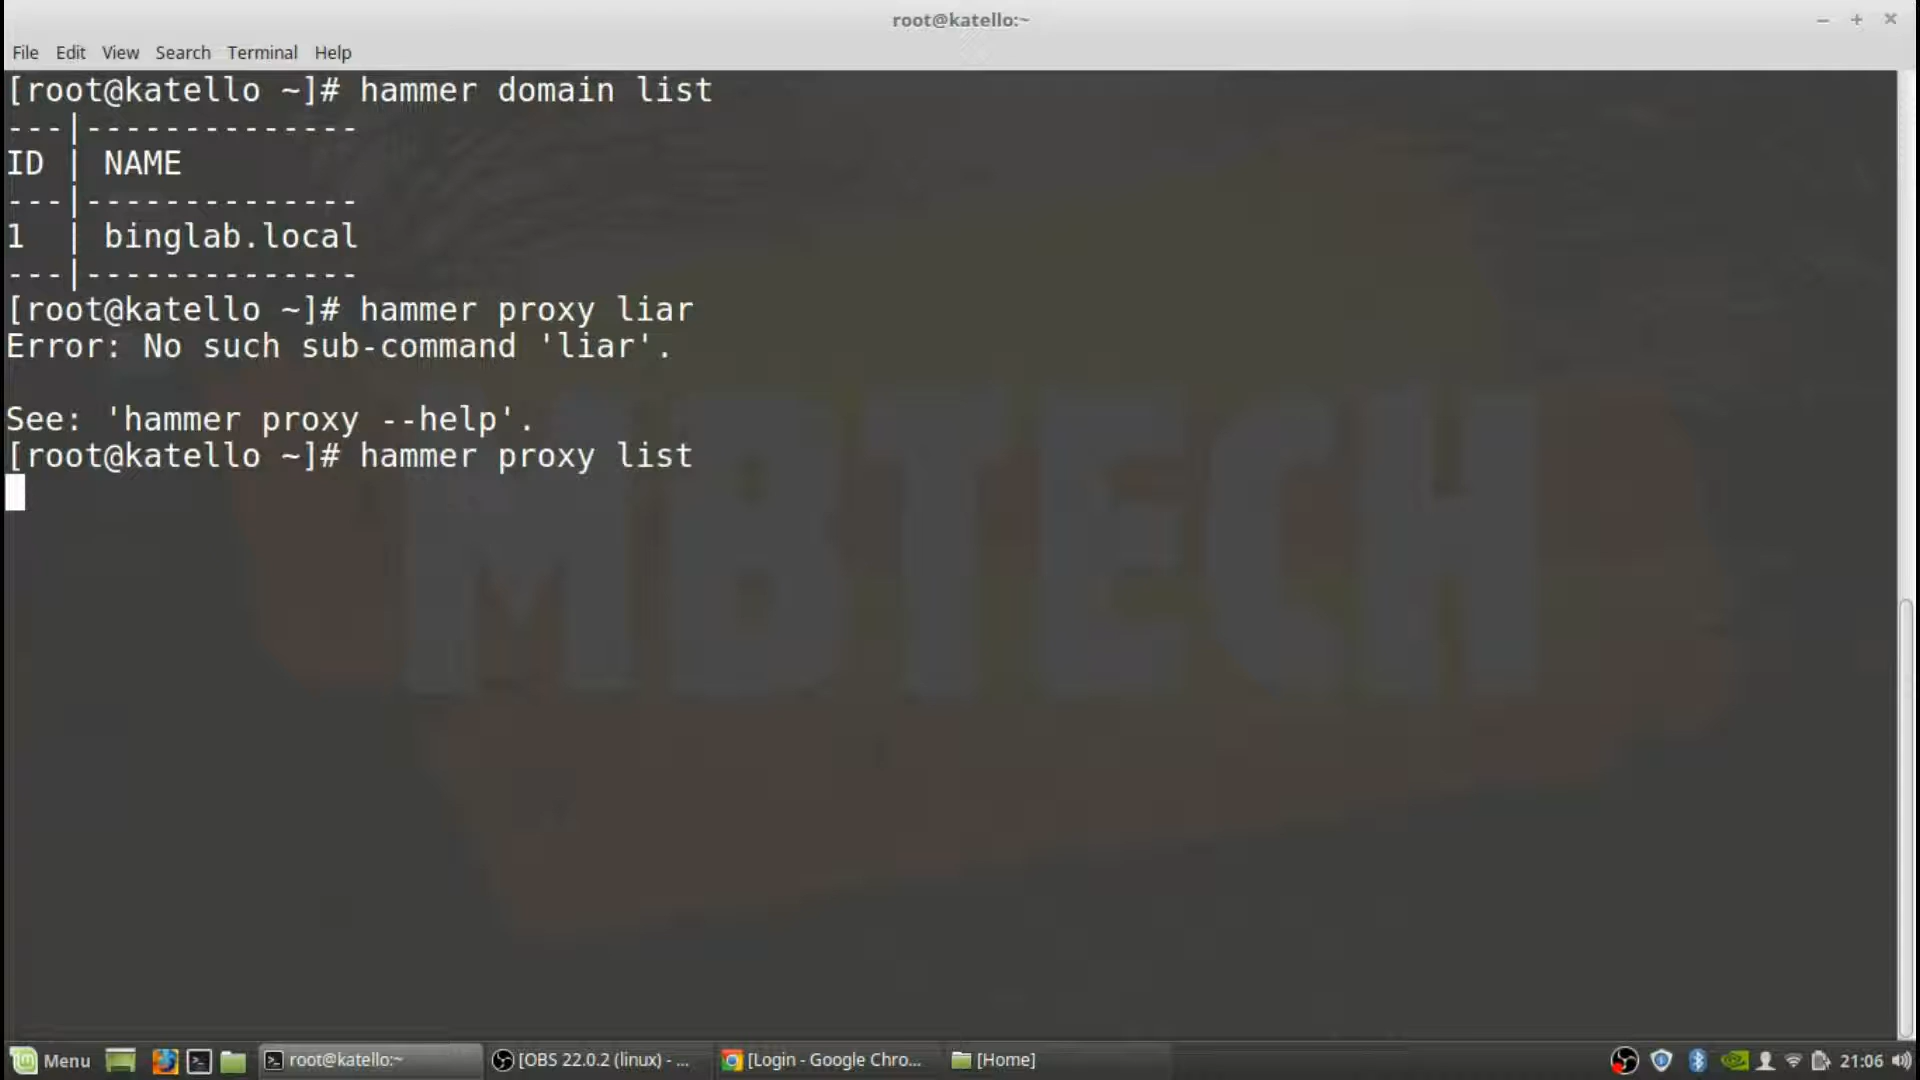 root@katello:~
File Edit View Search Terminal Help
[root@katello ~]# hammer domain list
---|--------------
ID | NAME
---|--------------
1  | binglab.local
---|--------------
[root@katello ~]# hammer proxy liar
Error: No such sub-command 'liar'.
See: 'hammer proxy --help'.
[root@katello ~]# hammer proxy list
MBTECH
Menu root@katello:~ [OBS 22.0.2 (linux) - ... [Login - Google Chro... [Home] 21:06